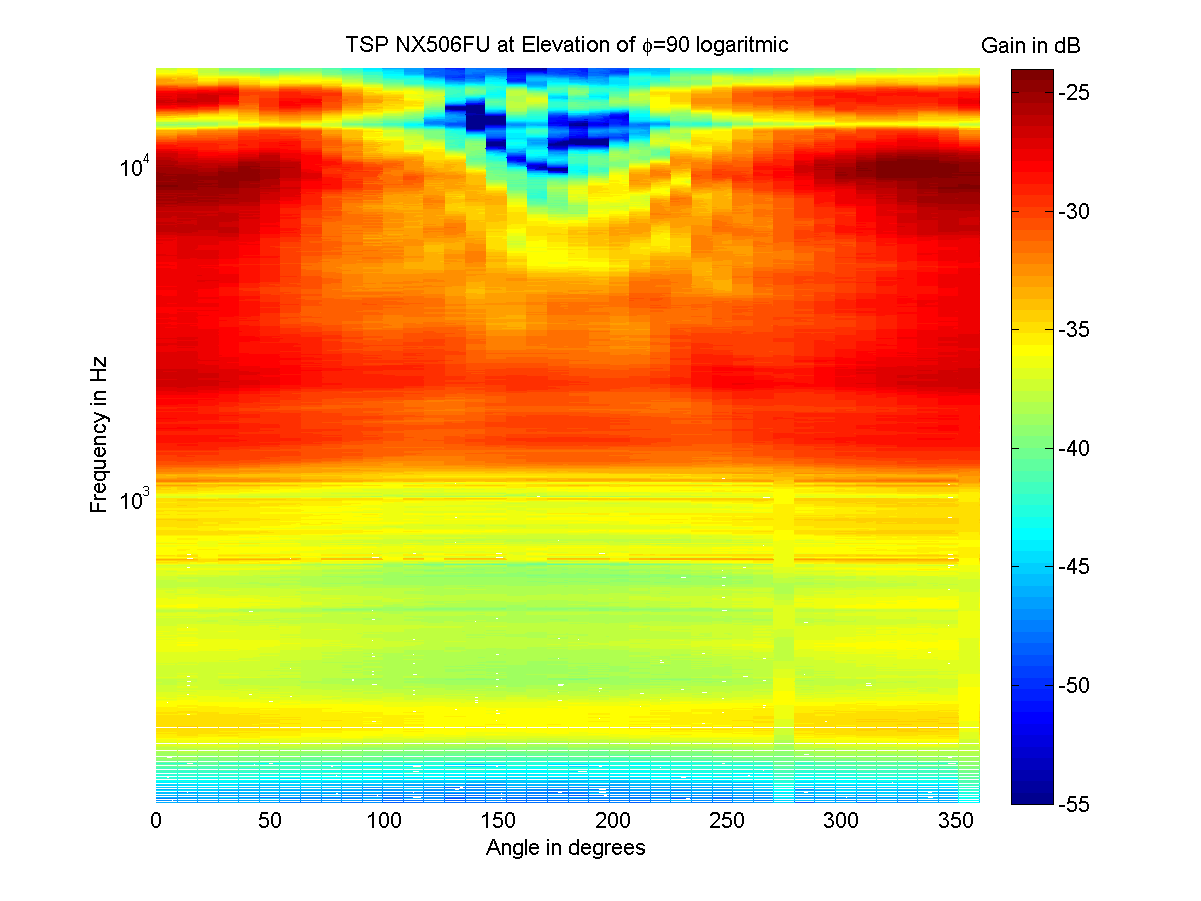 TSP NX506FU at Elevation of ϕ=90 logaritmic
Gain in dB
Frequency in Hz
10⁴
10³
0 50 100 150 200 250 300 350
Angle in degrees
-25
-30
-35
-40
-45
-50
-55